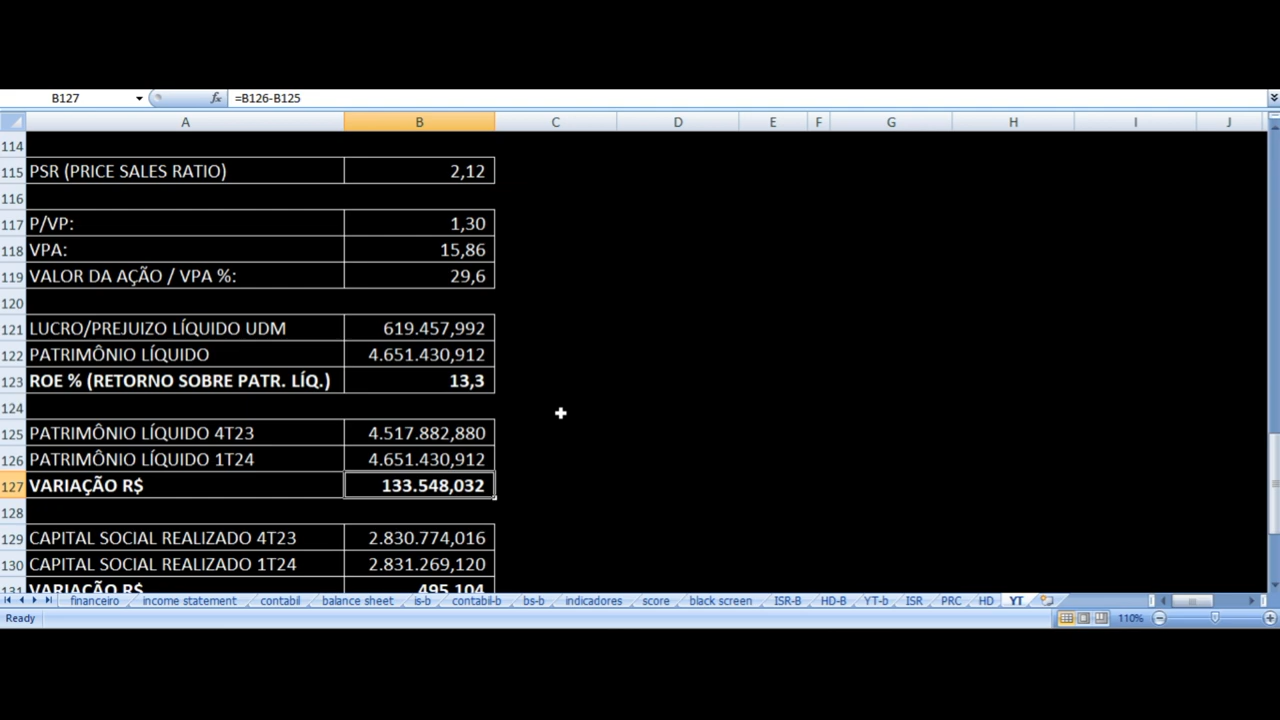 B127 fx =B126-B125
A B C D E F G H I J
114
115 PSR (PRICE SALES RATIO) 2,12
116
117 P/VP: 1,30
118 VPA: 15,86
119 VALOR DA AÇÃO / VPA %: 29,6
120
121 LUCRO/PREJUIZO LÍQUIDO UDM 619.457,992
122 PATRIMÔNIO LÍQUIDO 4.651.430,912
123 ROE % (RETORNO SOBRE PATR. LÍQ.) 13,3
124
125 PATRIMÔNIO LÍQUIDO 4T23 4.517.882,880
126 PATRIMÔNIO LÍQUIDO 1T24 4.651.430,912
127 VARIAÇÃO R$ 133.548,032
128
129 CAPITAL SOCIAL REALIZADO 4T23 2.830.774,016
130 CAPITAL SOCIAL REALIZADO 1T24 2.831.269,120
131 VARIAÇÃO R$ 495,104
financeiro income statement contabil balance sheet is-b contabil-b bs-b indicadores score black screen ISR-B HD-B YT-b ISR PRC HD YT
Ready 110%